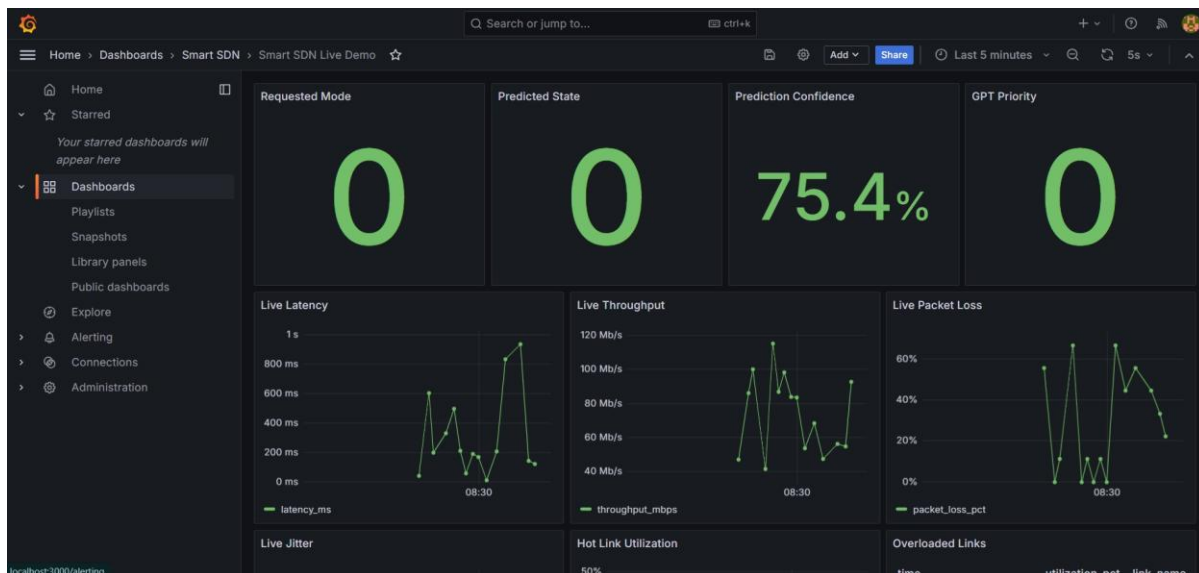 Search or jump to...
ctrl+k
Home › Dashboards › Smart SDN › Smart SDN Live Demo
Add
Share
Last 5 minutes
5s
Home
Starred
Your starred dashboards will
appear here
Dashboards
Playlists
Snapshots
Library panels
Public dashboards
Explore
Alerting
Connections
Administration
Requested Mode
0
Predicted State
0
Prediction Confidence
75.4%
GPT Priority
0
Live Latency
1 s
800 ms
600 ms
400 ms
200 ms
0 ms
08:30
latency_ms
Live Throughput
120 Mb/s
100 Mb/s
80 Mb/s
60 Mb/s
40 Mb/s
08:30
throughput_mbps
Live Packet Loss
60%
40%
20%
0%
08:30
packet_loss_pct
Live Jitter
Hot Link Utilization
50%
Overloaded Links
time utilization_pct link_name
localhost:3000/alerting